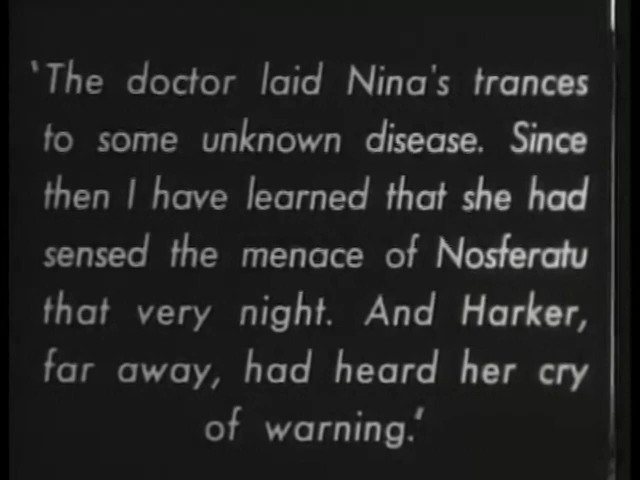 'The doctor laid Nina's trances
to some unknown disease. Since
then I have learned that she had
sensed the menace of Nosferatu
that very night. And Harker,
far away, had heard her cry
of warning.'